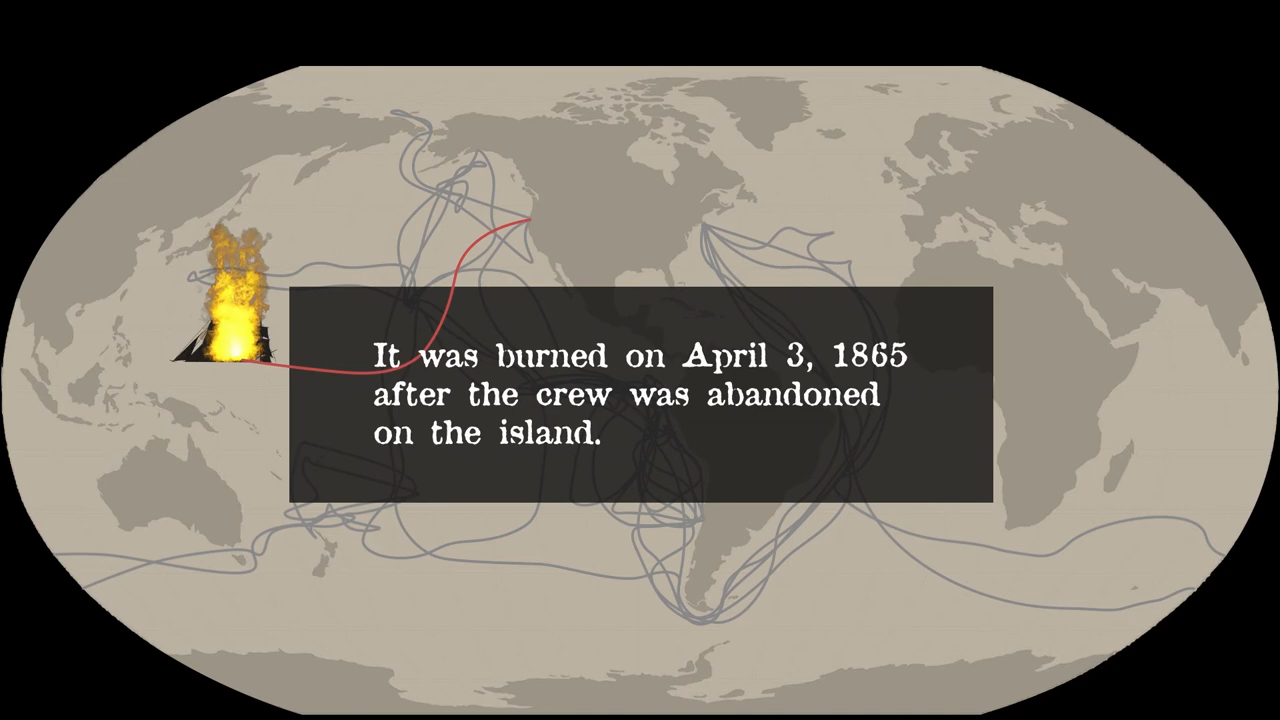 It was burned on April 3, 1865
after the crew was abandoned
on the island.